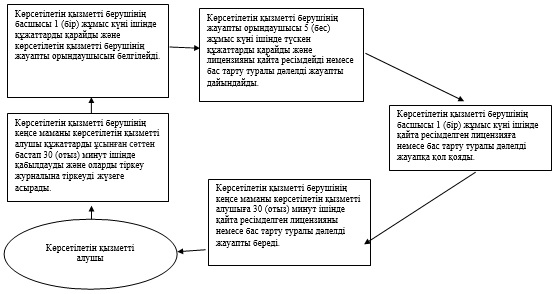 Көрсетілетін қызметті берушінің
басшысы 1 (бір) жұмыс күні ішінде
құжаттарды қарайды және
көрсетілетін қызметті берушінің
жауапты орындаушысын белгілейді.
Көрсетілетін қызметті берушінің
жауапты орындаушысы 5 (бес)
жұмыс күні ішінде түскен
құжаттарды қарайды және
лицензияны қайта ресімдейді немесе
бас тарту туралы дәлелді жауапты
дайындайды.
Көрсетілетін қызметті берушінің
басшысы 1 (бір) жұмыс күні ішінде
қайта ресімделген лицензияға
немесе бас тарту туралы дәлелді
жауапқа қол қояды.
Көрсетілетін қызметті берушінің
кеңсе маманы көрсетілетін қызметті
алушы құжаттарды ұсынған сәттен
бастап 30 (отыз) минут ішінде
қабылдауды және оларды тіркеу
журналына тіркеуді жүзеге
асырады.
Көрсетілетін қызметті берушінің
кеңсе маманы көрсетілетін қызметті
алушыға 30 (отыз) минут ішінде
қайта ресімделген лицензияны
немесе бас тарту туралы дәлелді
жауапты береді.
Көрсетілетін қызметті
алушы